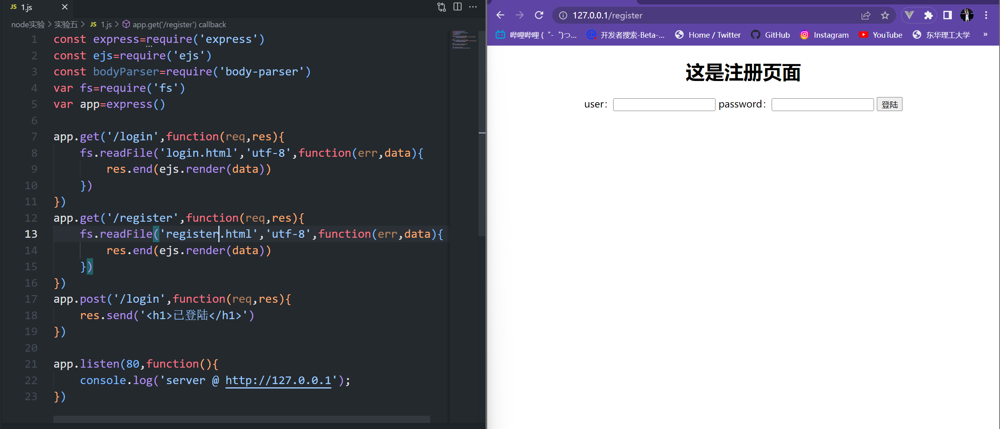 JS 1.js
node实验 > 实验五 > JS 1.js > app.get('/register') callback
1 const express=require('express')
2 const ejs=require('ejs')
3 const bodyParser=require('body-parser')
4 var fs=require('fs')
5 var app=express()
6
7 app.get('/login',function(req,res){
8 fs.readFile('login.html','utf-8',function(err,data){
9 res.end(ejs.render(data))
10 })
11 })
12 app.get('/register',function(req,res){
13 fs.readFile('register.html','utf-8',function(err,data){
14 res.end(ejs.render(data))
15 })
16 })
17 app.post('/login',function(req,res){
18 res.send('<h1>已登陆</h1>')
19 })
20
21 app.listen(80,function(){
22 console.log('server @ http://127.0.0.1');
23 })
127.0.0.1/register
哔哩哔哩 (゜-゜)つ... 开发者搜索-Beta-... Home / Twitter GitHub Instagram YouTube 东华理工大学 »
这是注册页面
user： password： 登陆